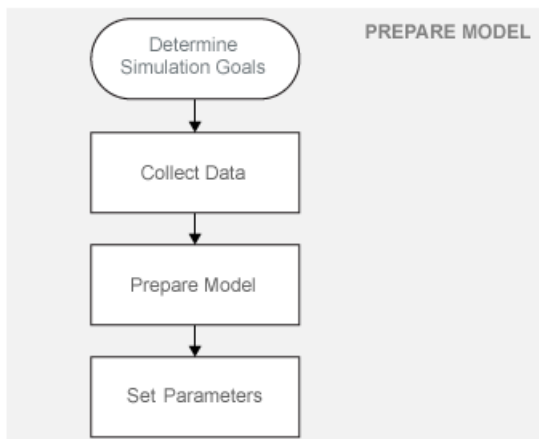 PREPARE MODEL
Determine
Simulation Goals
Collect Data
Prepare Model
Set Parameters